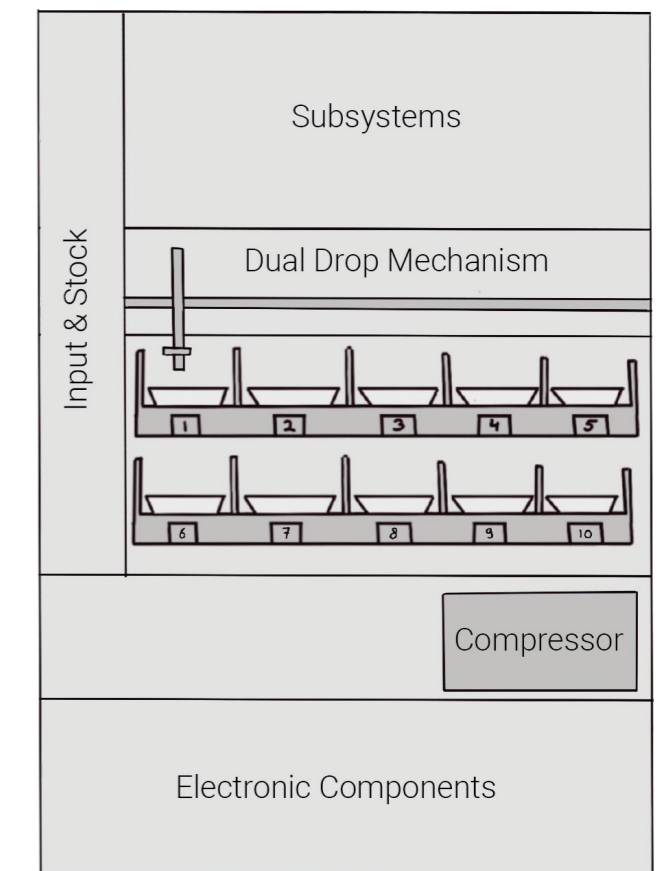 Subsystems
Input & Stock
Dual Drop Mechanism
1 2 3 4 5
6 7 8 9 10
Compressor
Electronic Components